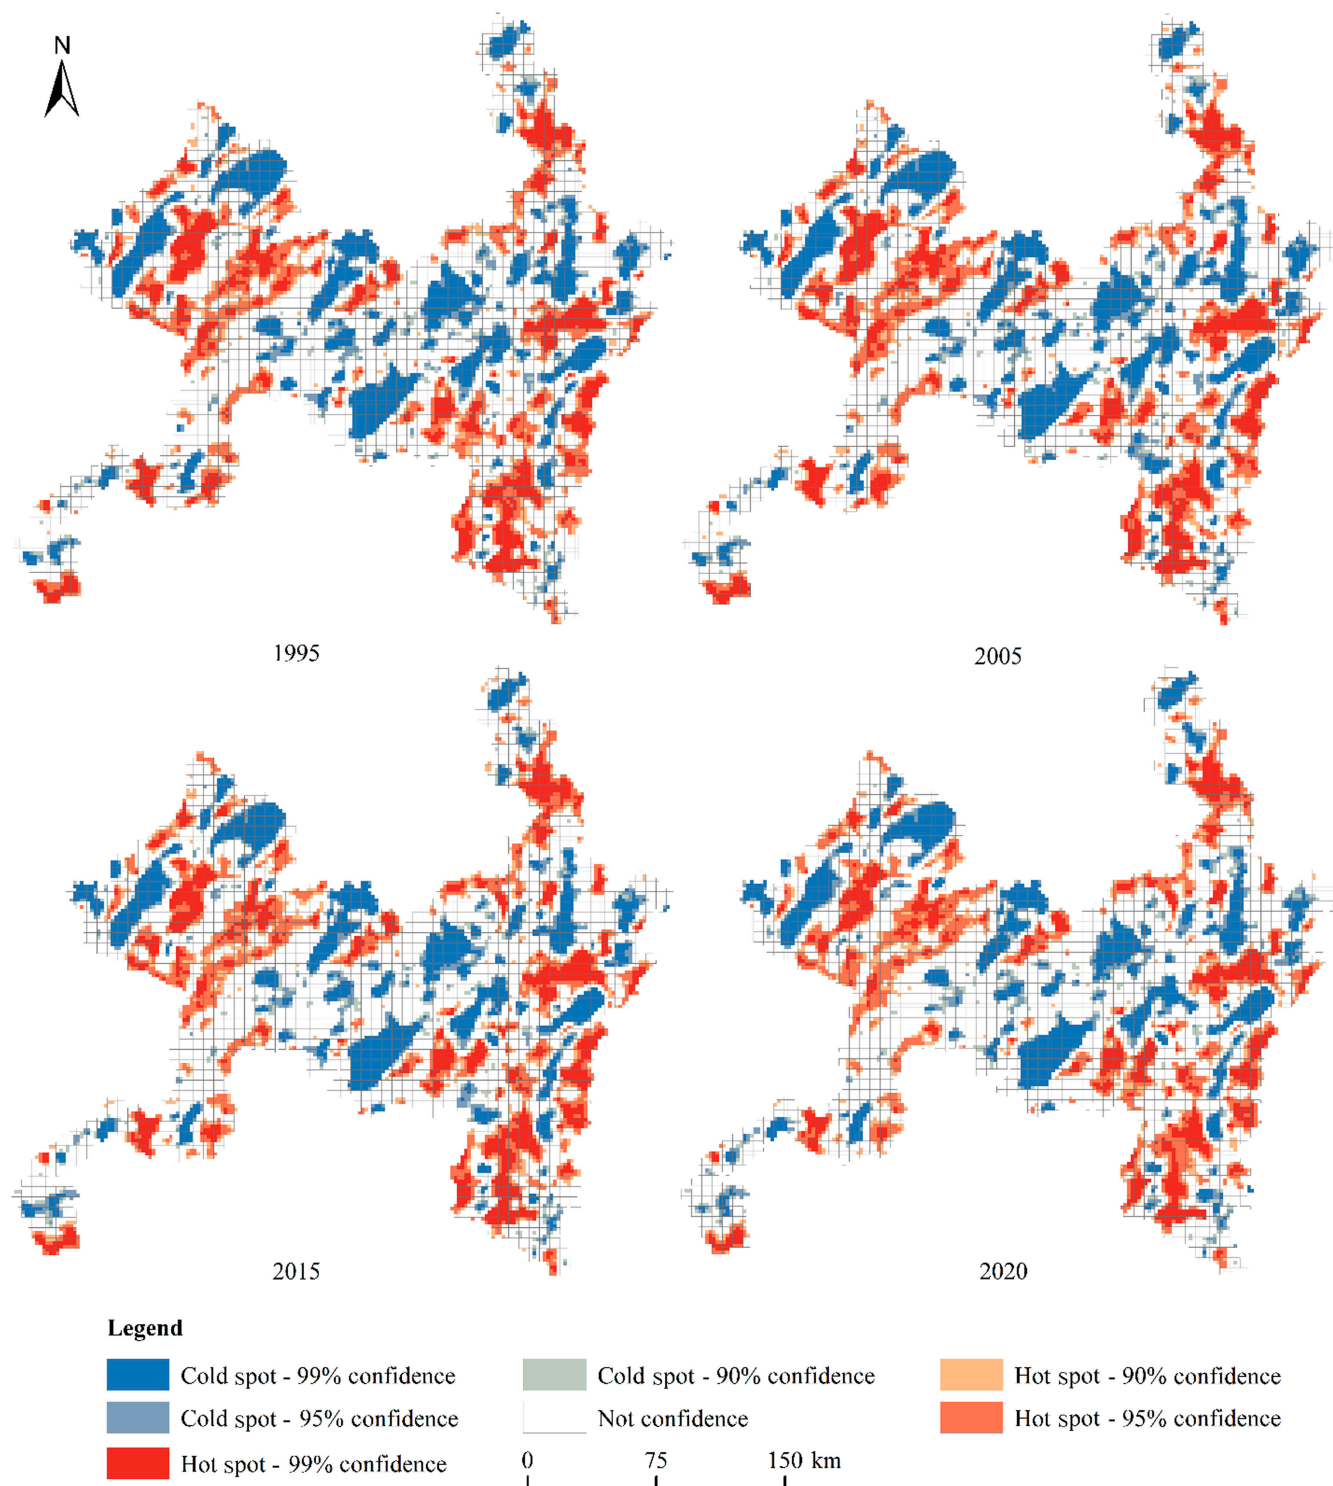 N
1995
2005
2015
2020
Legend
Cold spot - 99% confidence
Cold spot - 90% confidence
Hot spot - 90% confidence
Cold spot - 95% confidence
Not confidence
Hot spot - 95% confidence
Hot spot - 99% confidence
0 75 150 km